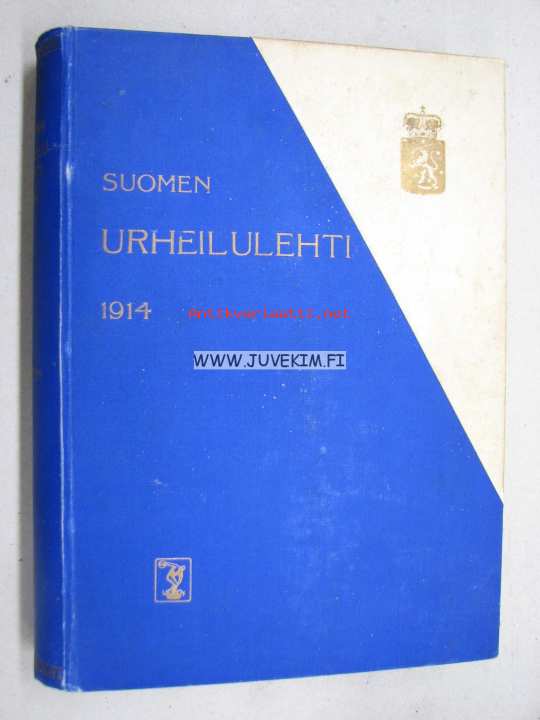 SUOMEN
URHEILULEHTI
1914
Antikvariaatti.net
WWW.JUVEKIM.FI